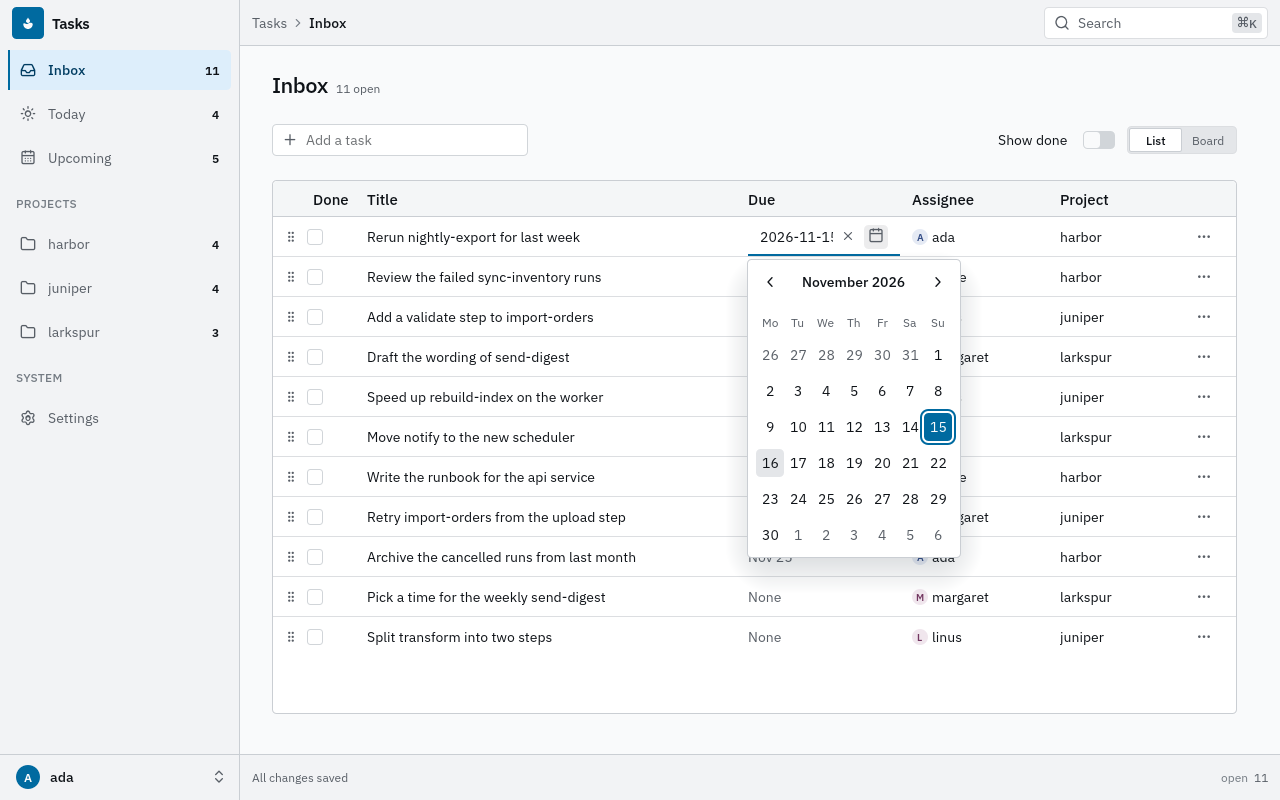 Tasks
Inbox 11
Today 4
Upcoming 5
PROJECTS
harbor 4
juniper 4
larkspur 3
SYSTEM
Settings
ada
Tasks > Inbox
Search ⌘K
Inbox 11 open
Add a task
Show done
List Board
Done Title Due Assignee Project
Rerun nightly-export for last week A ada harbor
Review the failed sync-inventory runs harbor
Add a validate step to import-orders juniper
Draft the wording of send-digest larkspur
Speed up rebuild-index on the worker juniper
Move notify to the new scheduler larkspur
Write the runbook for the api service harbor
Retry import-orders from the upload step juniper
Archive the cancelled runs from last month ada harbor
Pick a time for the weekly send-digest None M margaret larkspur
Split transform into two steps None L linus juniper
November 2026
Mo Tu We Th Fr Sa Su
26 27 28 29 30 31 1
2 3 4 5 6 7 8
9 10 11 12 13 14 15
16 17 18 19 20 21 22
23 24 25 26 27 28 29
30 1 2 3 4 5 6
All changes saved
open 11